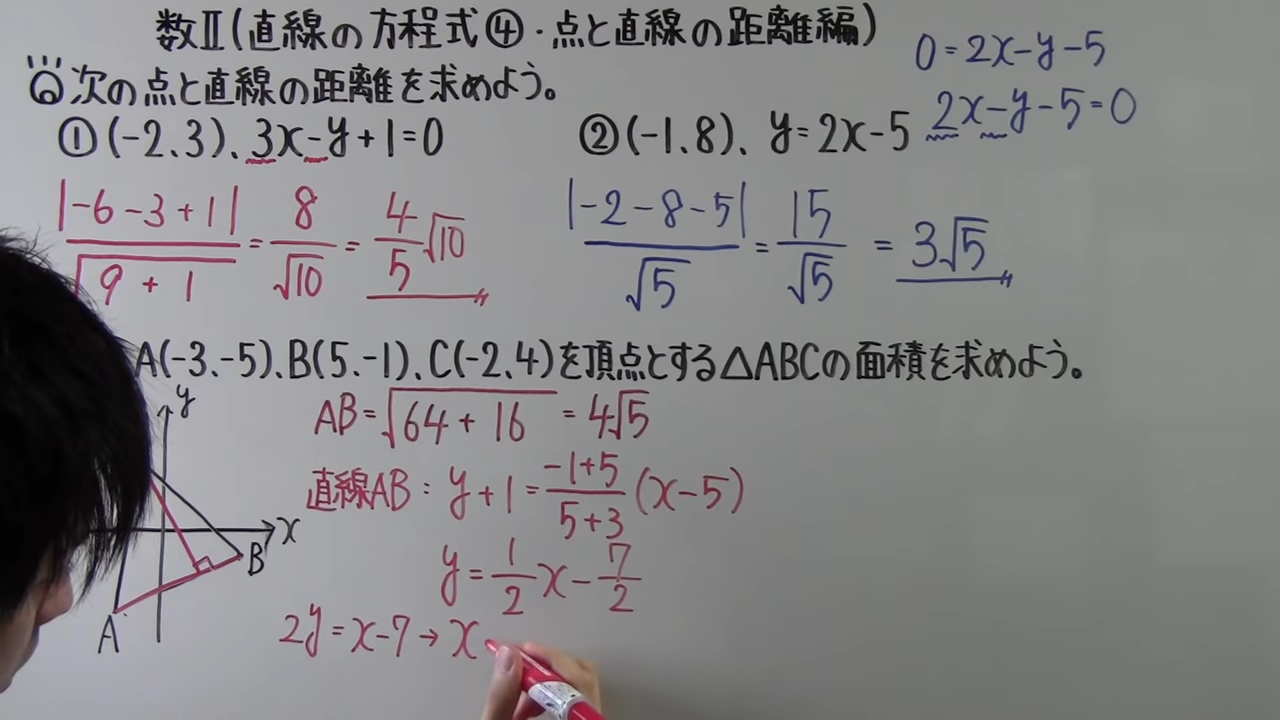 数Ⅱ(直線の方程式④・点と直線の距離編)
Q次の点と直線の距離を求めよう。
①(-2、3)、3x-y+1=0
|-6-3+1|/√(9+1) = 8/√10 = 4/5√10
②(-1、8)、y=2x-5
0=2x-y-5
2x-y-5=0
|-2-8-5|/√5 = 15/√5 = 3√5
A(-3、-5)、B(5、-1)、C(-2、4)を頂点とする△ABCの面積を求めよう。
y
x
B
A
AB=√(64+16) = 4√5
直線AB: y+1=(-1+5)/(5+3)(x-5)
y=1/2x-7/2
2y=x-7→x